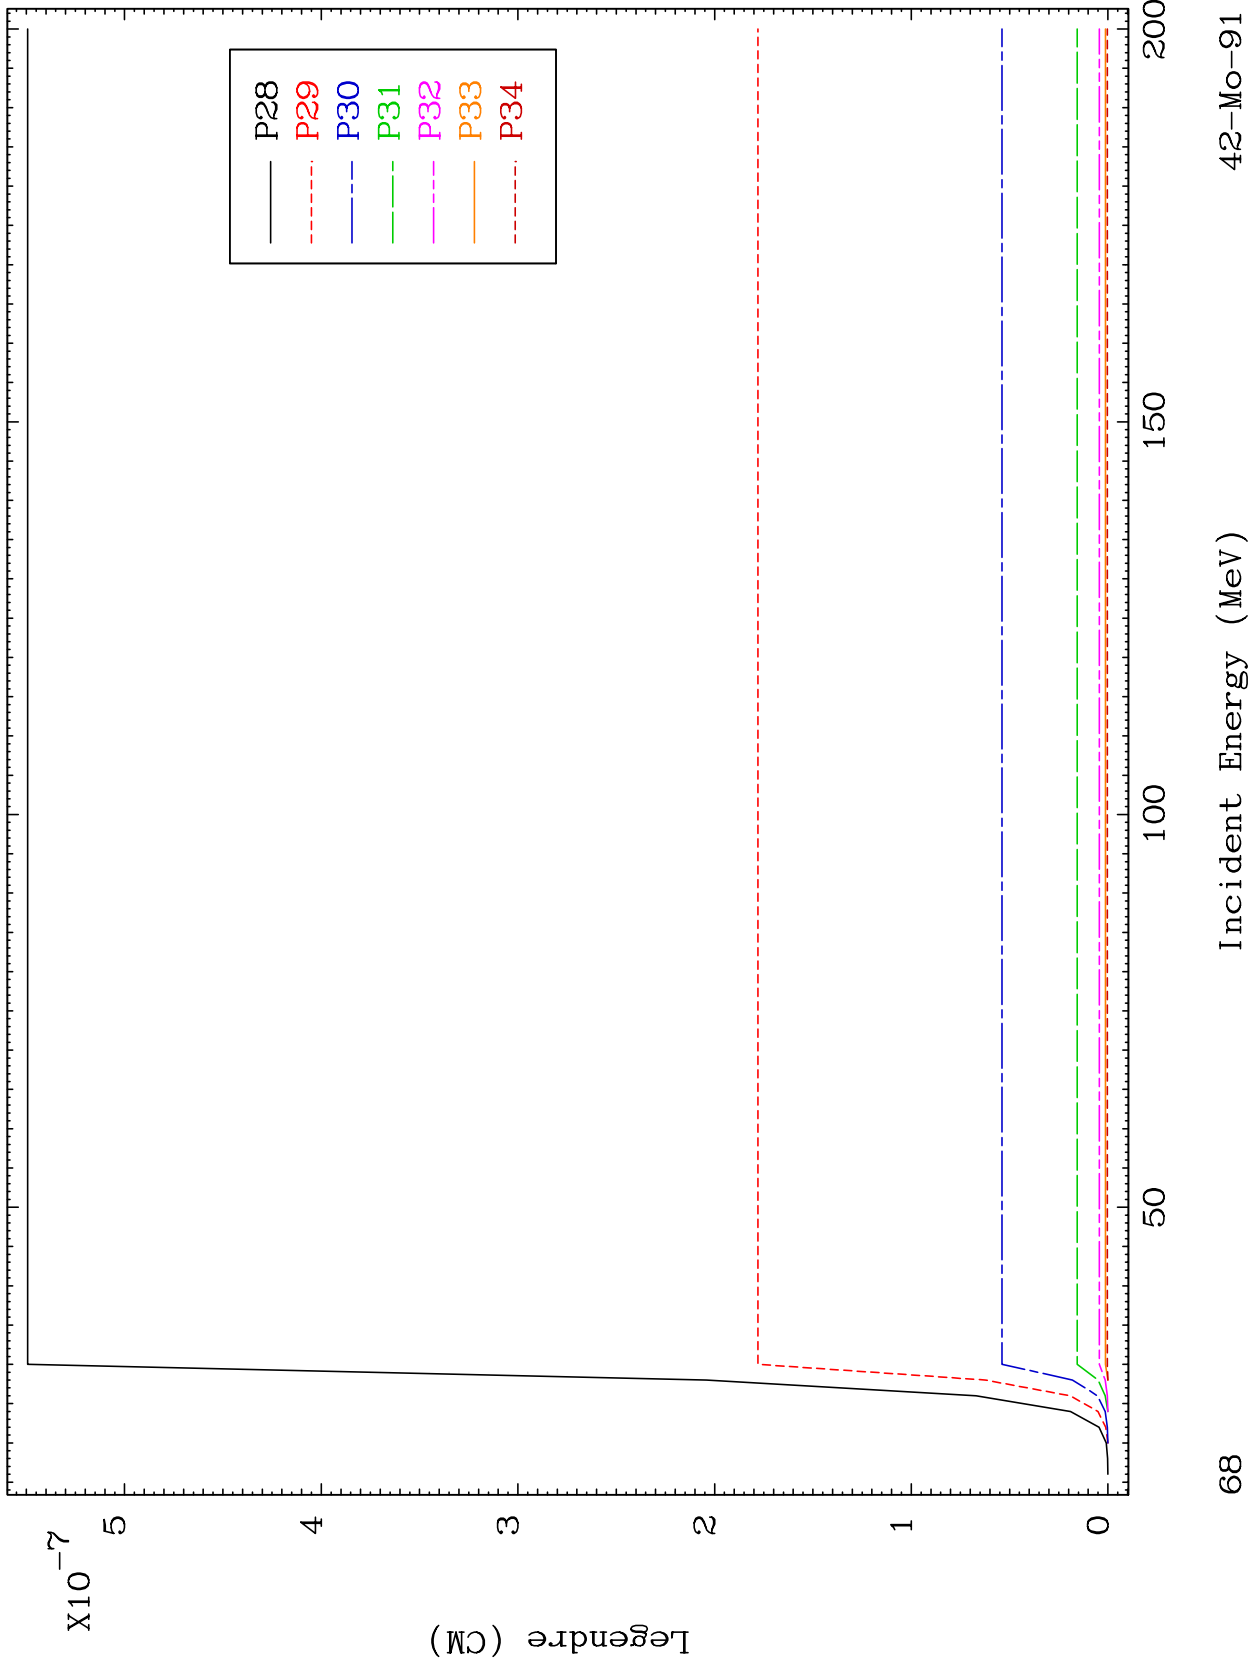 X10-7
5
4
3
2
1
0
Legendre (CM)
P28
P29
P30
P31
P32
P33
P34
50
100
150
200
Incident Energy (MeV)
68
42-Mo-91